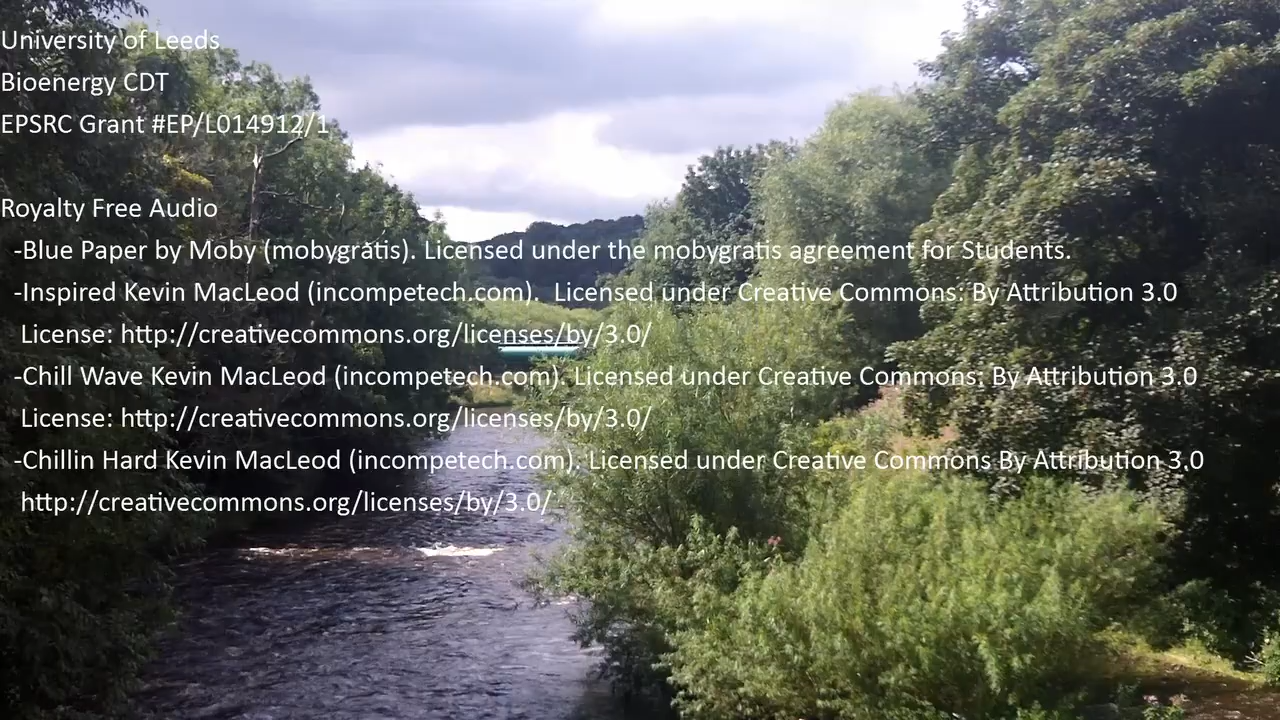 University of Leeds
Bioenergy CDT
EPSRC Grant #EP/L014912/1
Royalty Free Audio
-Blue Paper by Moby (mobygratis). Licensed under the mobygratis agreement for Students.
-Inspired Kevin MacLeod (incompetech.com).  Licensed under Creative Commons: By Attribution 3.0
License: http://creativecommons.org/licenses/by/3.0/
-Chill Wave Kevin MacLeod (incompetech.com). Licensed under Creative Commons: By Attribution 3.0
License: http://creativecommons.org/licenses/by/3.0/
-Chillin Hard Kevin MacLeod (incompetech.com). Licensed under Creative Commons By Attribution 3.0
http://creativecommons.org/licenses/by/3.0/